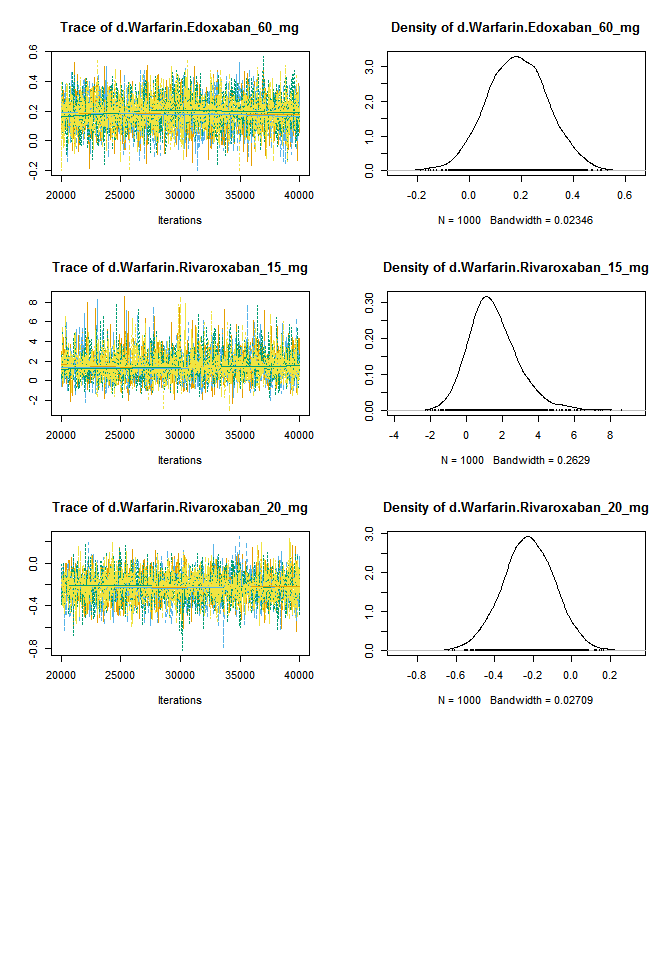 Trace of d.Warfarin.Edoxaban_60_mg
Density of d.Warfarin.Edoxaban_60_mg
-0.2 0.0 0.2 0.4 0.6
20000 25000 30000 35000 40000
Iterations
0.0 1.0 2.0 3.0
-0.2 0.0 0.2 0.4 0.6
N = 1000 Bandwidth = 0.02346
Trace of d.Warfarin.Rivaroxaban_15_mg
Density of d.Warfarin.Rivaroxaban_15_mg
-2 0 2 4 6 8
20000 25000 30000 35000 40000
Iterations
0.00 0.10 0.20 0.30
-4 -2 0 2 4 6 8
N = 1000 Bandwidth = 0.2629
Trace of d.Warfarin.Rivaroxaban_20_mg
Density of d.Warfarin.Rivaroxaban_20_mg
-0.8 -0.4 0.0
20000 25000 30000 35000 40000
Iterations
0.0 1.0 2.0 3.0
-0.8 -0.6 -0.4 -0.2 0.0 0.2
N = 1000 Bandwidth = 0.02709